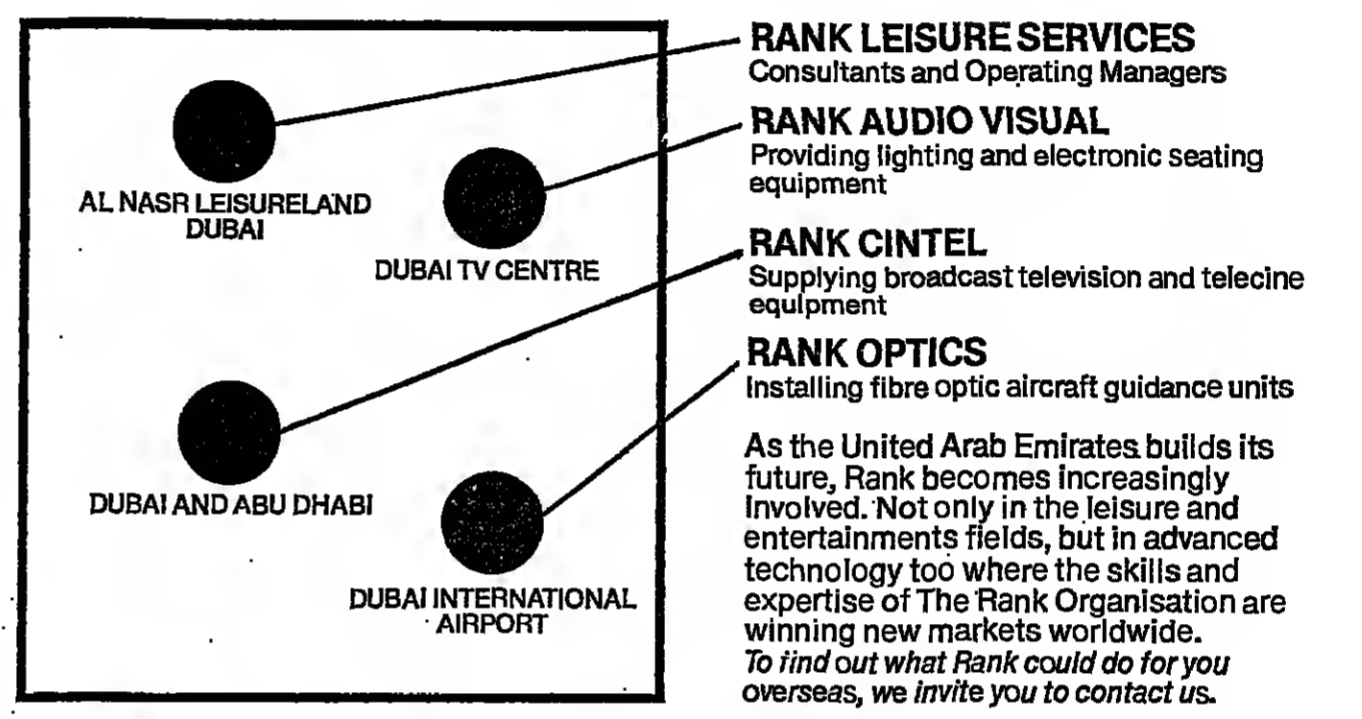 RANK LEISURE SERVICES
Consultants and Operating Managers
AL NASR LEISURELAND
DUBAI
RANK AUDIO VISUAL
Providing lighting and electronic seating
equipment
DUBAI TV CENTRE
RANK CINTEL
Supplying broadcast television and telecine
equipment
DUBAI AND ABU DHABI
RANK OPTICS
Installing fibre optic aircraft guidance units
DUBAI INTERNATIONAL
AIRPORT
As the United Arab Emirates builds its
future, Rank becomes increasingly
Involved. Not only in the leisure and
entertainments fields, but in advanced
technology too where the skills and
expertise of The Rank Organisation are
winning new markets worldwide.
To find out what Rank could do for you
overseas, we invite you to contact us.